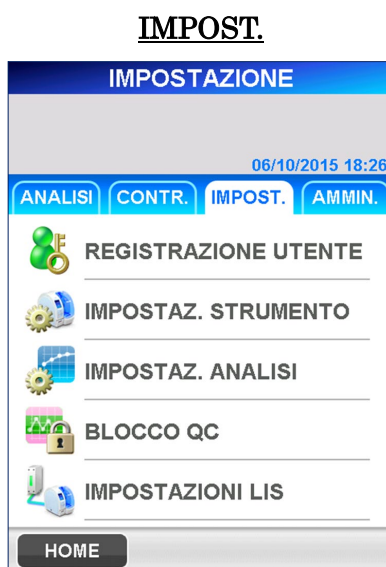 IMPOST.
IMPOSTAZIONE
06/10/2015 18:26
ANALISI CONTR. IMPOST. AMMIN.
REGISTRAZIONE UTENTE
IMPOSTAZ. STRUMENTO
IMPOSTAZ. ANALISI
BLOCCO QC
IMPOSTAZIONI LIS
HOME